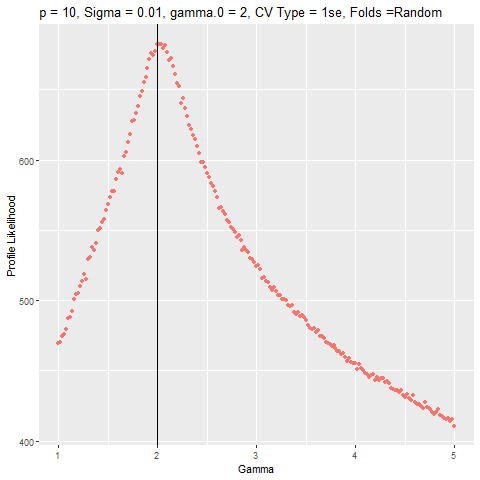 p = 10, Sigma = 0.01, gamma.0 = 2, CV Type = 1se, Folds =Random
Profile Likelihood
600
500
400
1 2 3 4 5
Gamma